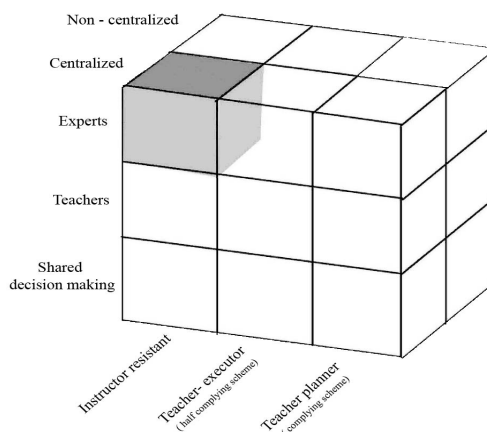 Non - centralized
Centralized
Experts
Teachers
Shared
decision making
Instructor resistant
Teacher- executor
( half complying scheme)
Teacher planner
complying scheme)